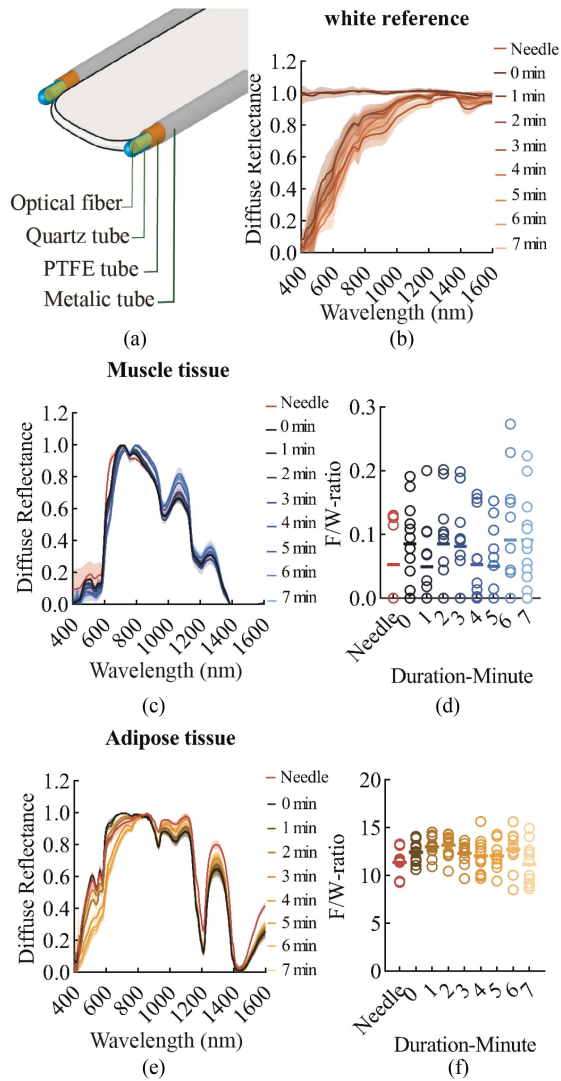 Optical fiber
Quartz tube
PTFE tube
Metalic tube
(a)
white reference
Diffuse Reflectance
1.2
1.0
0.8
0.6
0.4
0.2
0.0
400
600
800
1000
1200
1400
1600
Wavelength (nm)
Needle
0 min
1 min
2 min
3 min
4 min
5 min
6 min
7 min
(b)
Muscle tissue
Diffuse Reflectance
1.2
1.0
0.8
0.6
0.4
0.2
0.0
400
600
800
1000
1200
1400
1600
Wavelength (nm)
Needle
0 min
1 min
2 min
3 min
4 min
5 min
6 min
7 min
(c)
F/W-ratio
0.3
0.2
0.1
0.0
Needle
0
1
2
3
4
5
6
7
Duration-Minute
(d)
Adipose tissue
Diffuse Reflectance
1.2
1.0
0.8
0.6
0.4
0.2
0.0
400
600
800
1000
1200
1400
1600
Wavelength (nm)
Needle
0 min
1 min
2 min
3 min
4 min
5 min
6 min
7 min
(e)
F/W-ratio
20
15
10
0
Needle
0
1
2
3
4
5
6
7
Duration-Minute
(f)